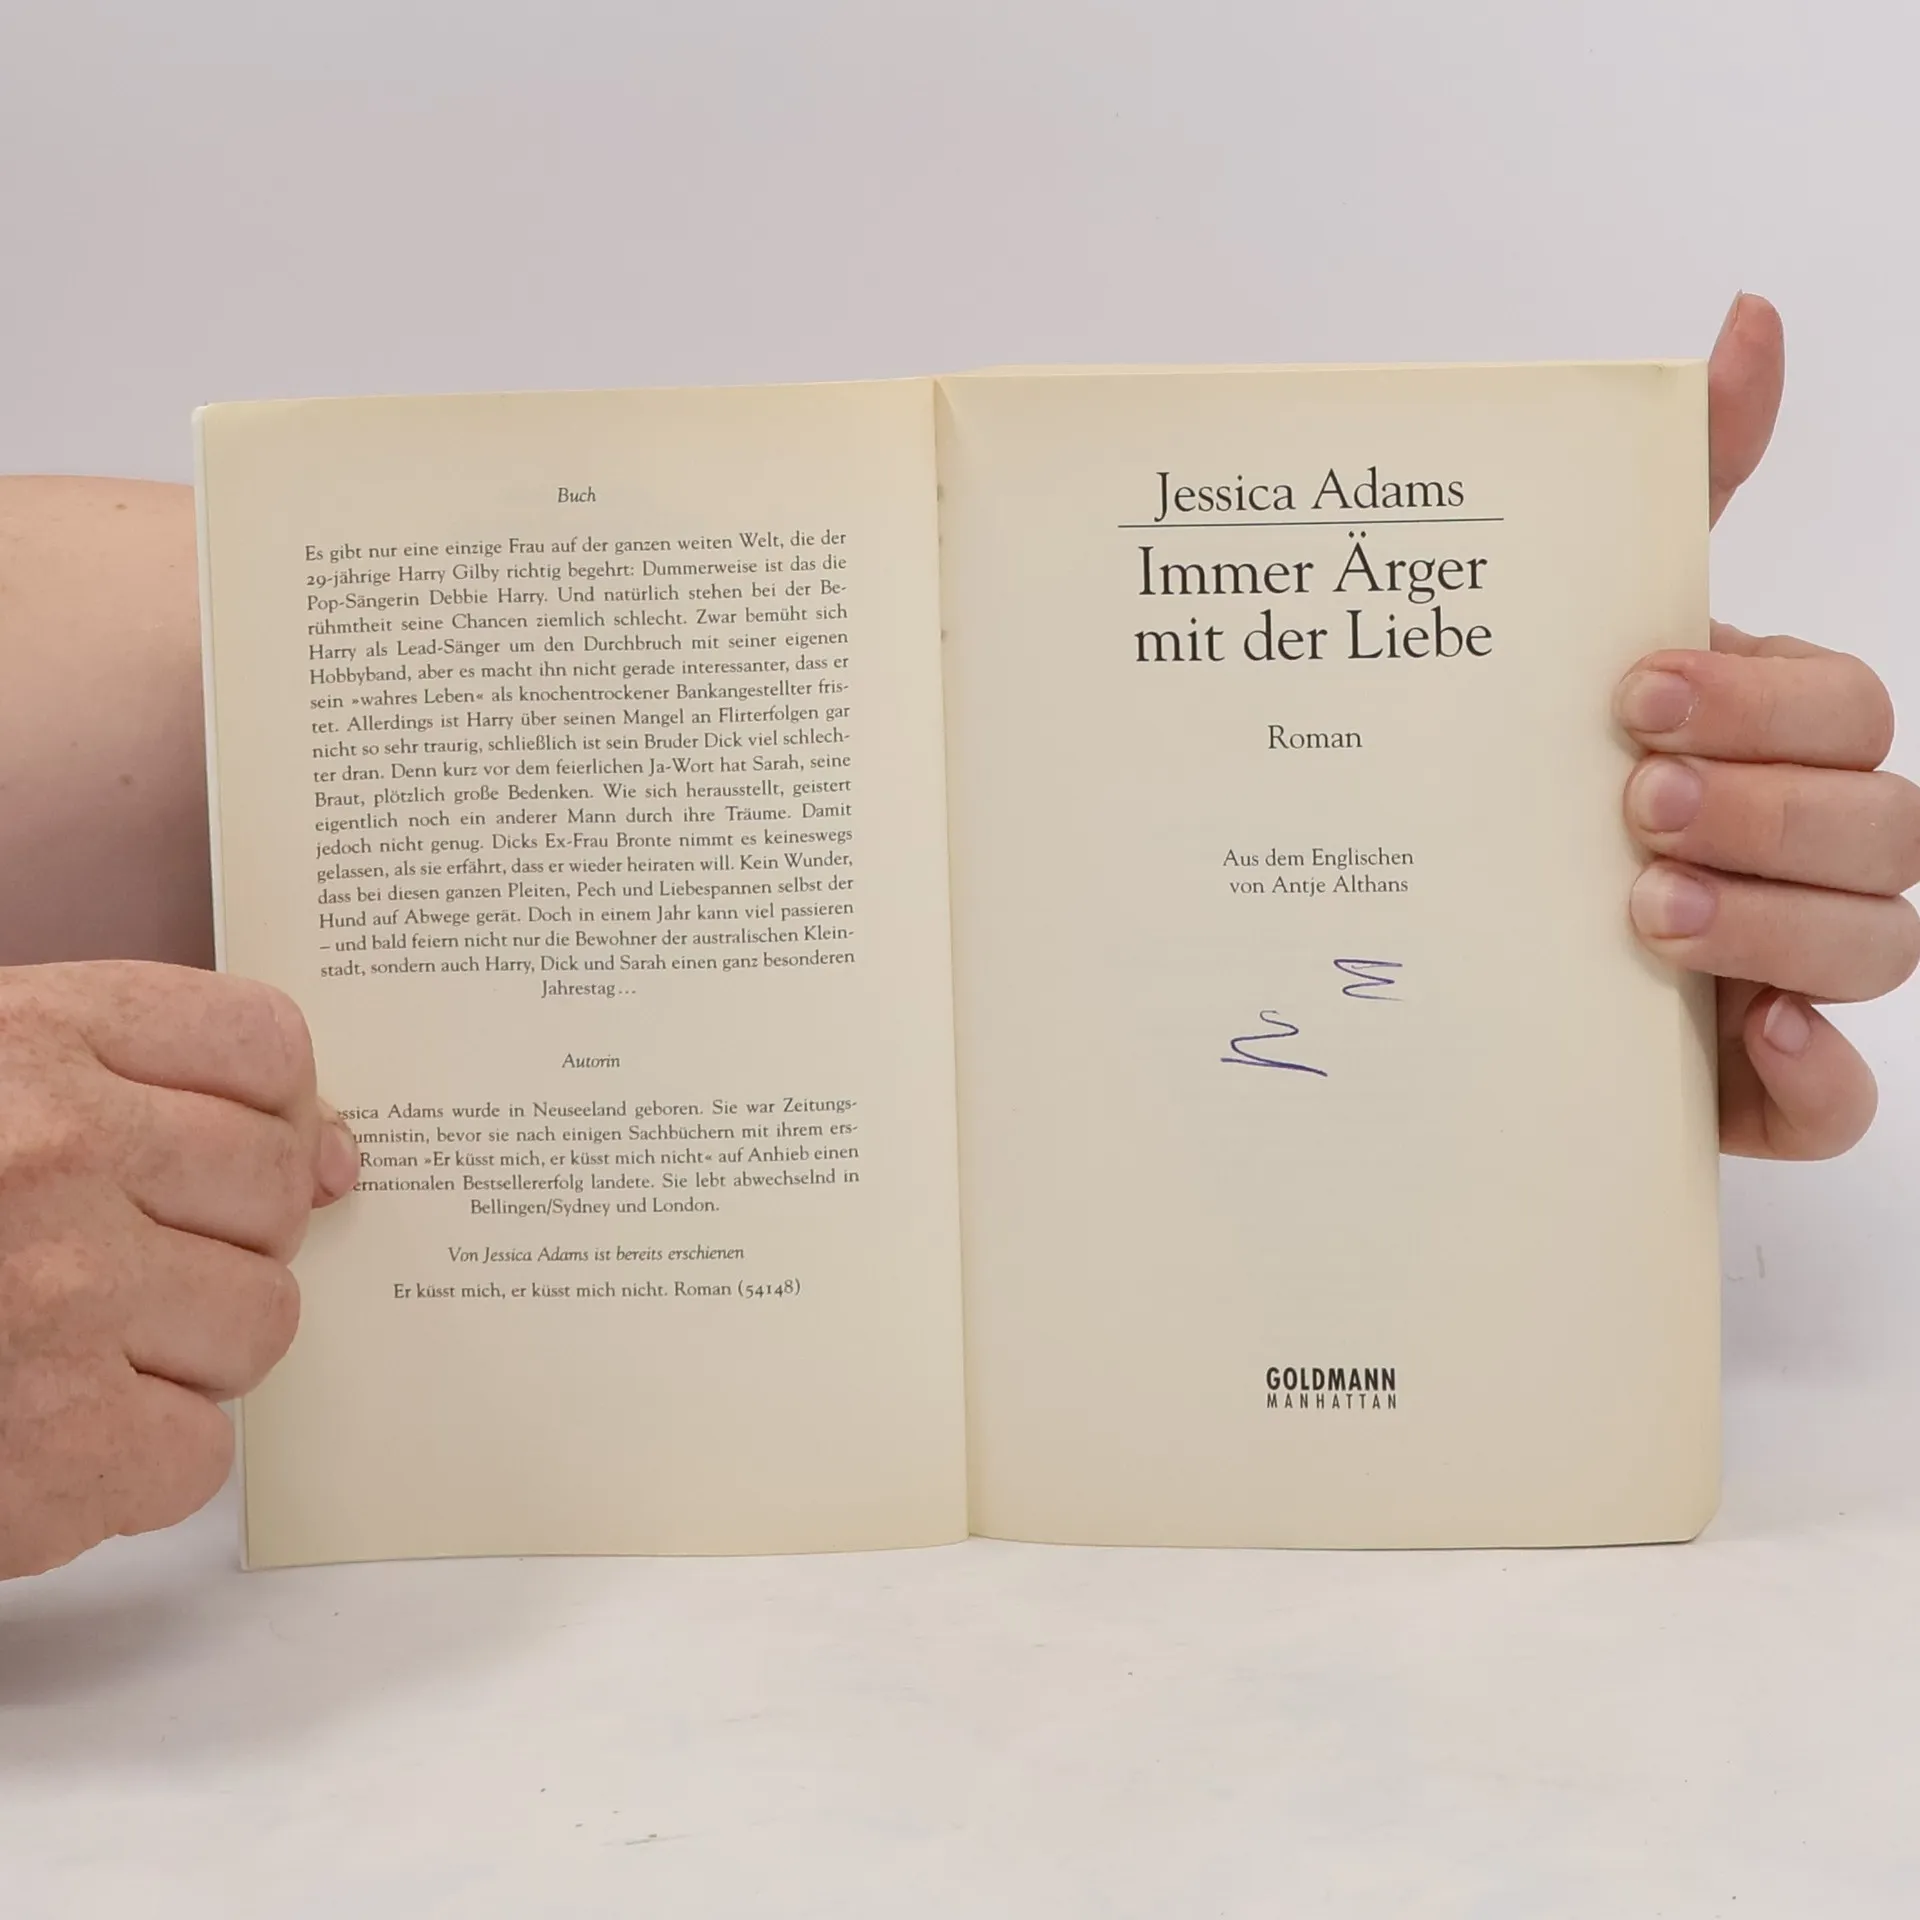 Buch
Es gibt nur eine einzige Frau auf der ganzen weiten Welt, die der
29-jährige Harry Gilby richtig begehrt: Dummerweise ist das die
Pop-Sängerin Debbie Harry. Und natürlich stehen bei der Be-
rühmtheit seine Chancen ziemlich schlecht. Zwar bemüht sich
Harry als Lead-Sänger um den Durchbruch mit seiner eigenen
Hobbyband, aber es macht ihn nicht gerade interessanter, dass er
sein »wahres Leben« als knochentrockener Bankangestellter fris-
tet. Allerdings ist Harry über seinen Mangel an Flirterfolgen gar
nicht so sehr traurig, schließlich ist sein Bruder Dick viel schlech-
ter dran. Denn kurz vor dem feierlichen Ja-Wort hat Sarah, seine
Braut, plötzlich große Bedenken. Wie sich herausstellt, geistert
eigentlich noch ein anderer Mann durch ihre Träume. Damit
jedoch nicht genug. Dicks Ex-Frau Bronte nimmt es keineswegs
gelassen, als sie erfährt, dass er wieder heiraten will. Kein Wunder,
dass bei diesen ganzen Pleiten, Pech und Liebespannen selbst der
Hund auf Abwege gerät. Doch in einem Jahr kann viel passieren
– und bald feiern nicht nur die Bewohner der australischen Klein-
stadt, sondern auch Harry, Dick und Sarah einen ganz besonderen
Jahrestag...
Autorin
ssica Adams wurde in Neuseeland geboren. Sie war Zeitungs-
umnistin, bevor sie nach einigen Sachbüchern mit ihrem ers-
Roman »Er küsst mich, er küsst mich nicht« auf Anhieb einen
ernationalen Bestsellererfolg landete. Sie lebt abwechselnd in
Bellingen/Sydney und London.
Von Jessica Adams ist bereits erschienen
Er küsst mich, er küsst mich nicht. Roman (54148)
Jessica Adams
Immer Ärger
mit der Liebe
Roman
Aus dem Englischen
von Antje Althans
GOLDMANN
MANHATTAN